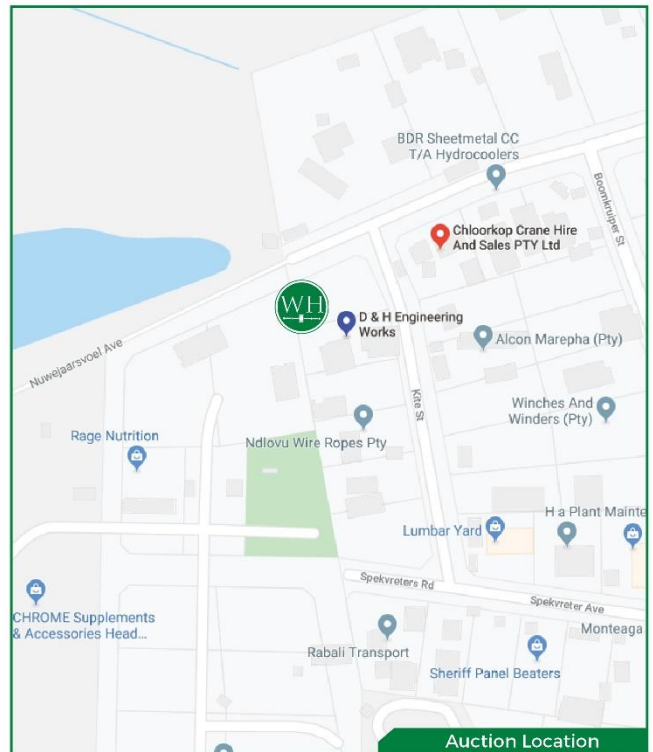 BDR Sheetmetal CC
T/A Hydrocoolers
Boomkruiper St
Chloorkop Crane Hire
And Sales PTY Ltd
WH
D & H Engineering
Works
Alcon Marepha (Pty)
Nuwejaarsvoel Ave
Kite St
Winches And
Winders (Pty)
Rage Nutrition
Ndlovu Wire Ropes Pty
H a Plant Mainte
Lumbar Yard
Spekvreters Rd
Spekvreter Ave
CHROME Supplements
& Accessories Head...
Monteaga
Rabali Transport
Sheriff Panel Beaters
Auction Location